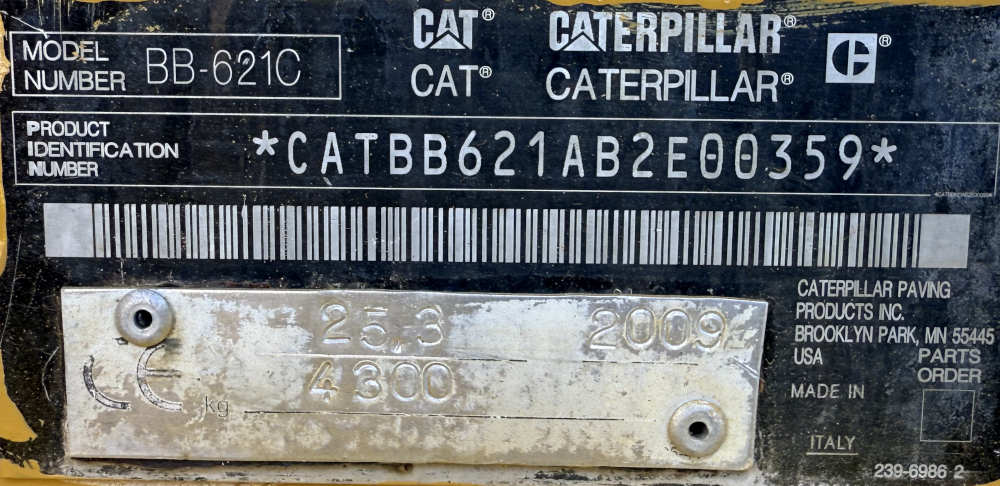 MODEL
NUMBER BB-621C
CAT® CATERPILLAR®
CAT® CATERPILLAR®
PRODUCT
IDENTIFICATION
NUMBER
*CATBB621AB2E00359*
25,3 2009
4300
CE kg
CATERPILLAR PAVING
PRODUCTS INC.
BROOKLYN PARK, MN 55445
USA PARTS
ORDER
MADE IN
ITALY
239-6986 2